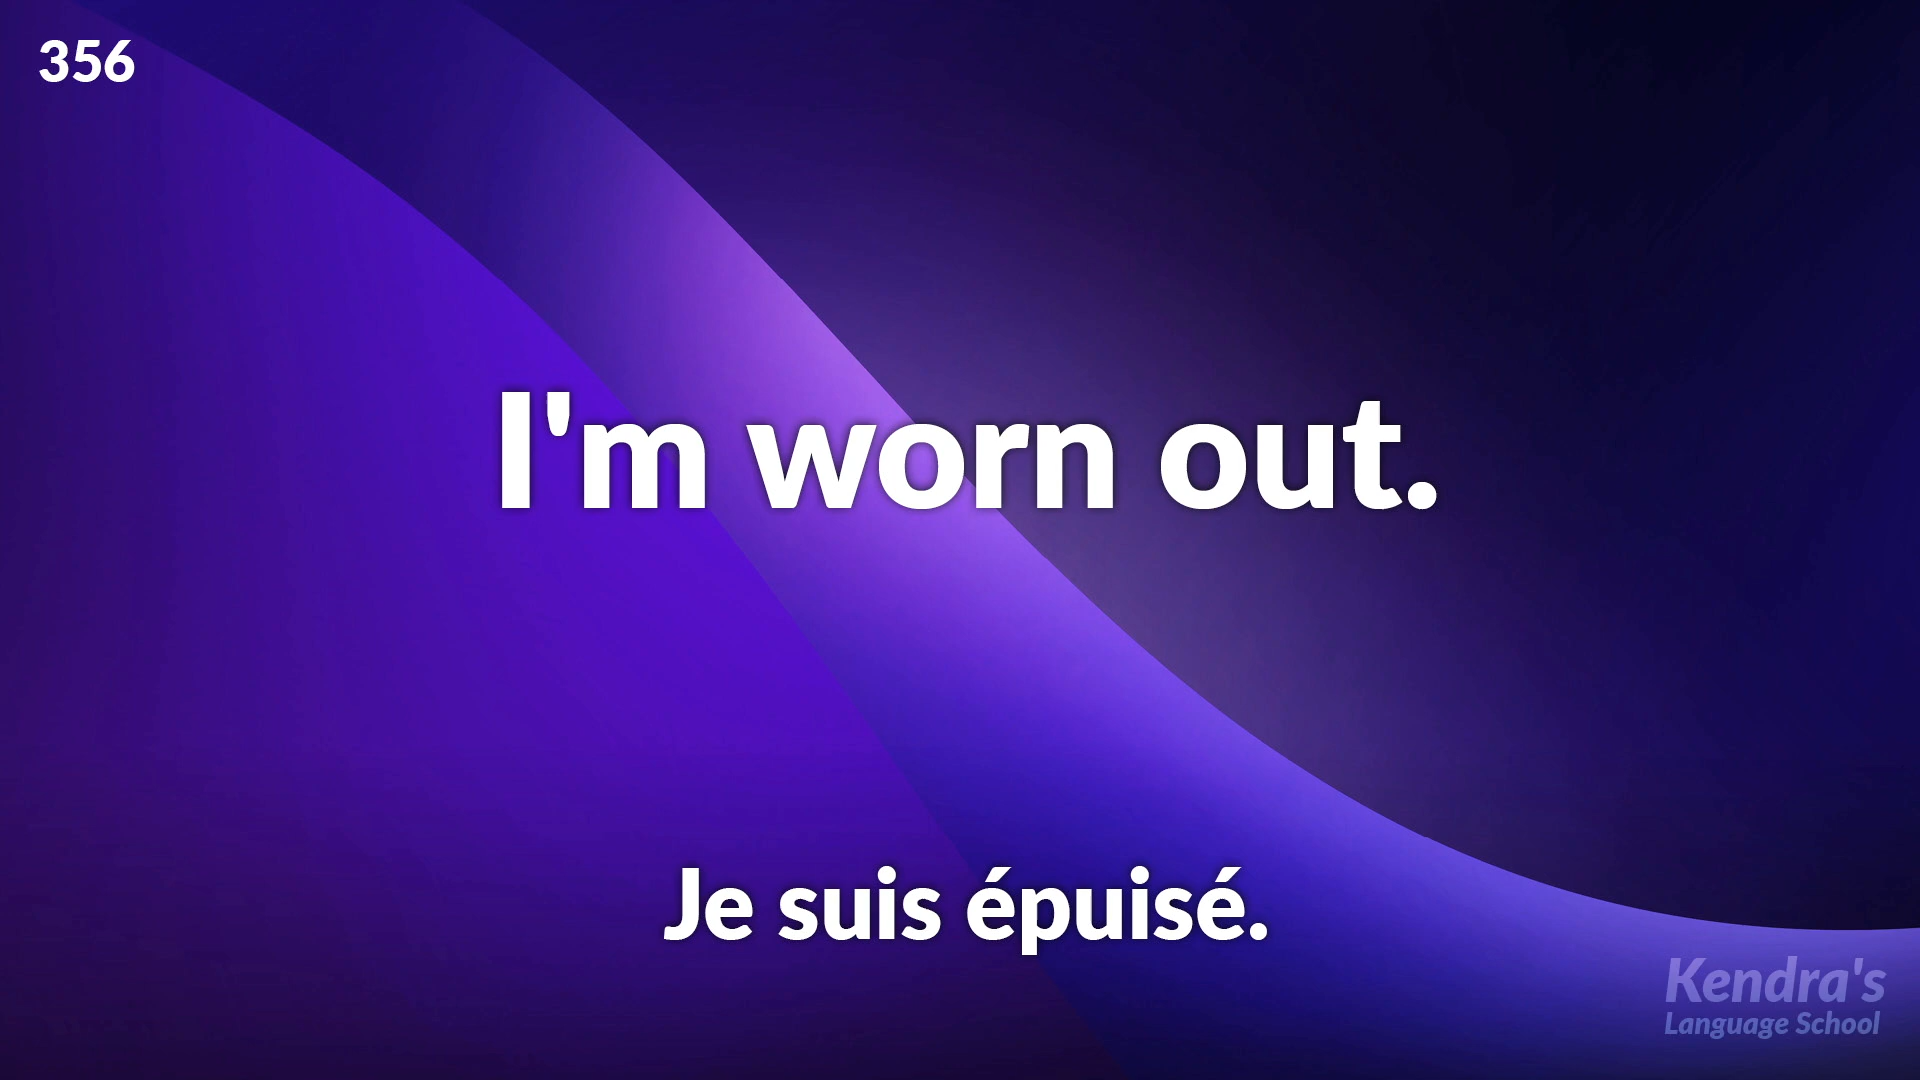 356
I'm worn out.
Je suis épuisé.
Kendra's
Language School